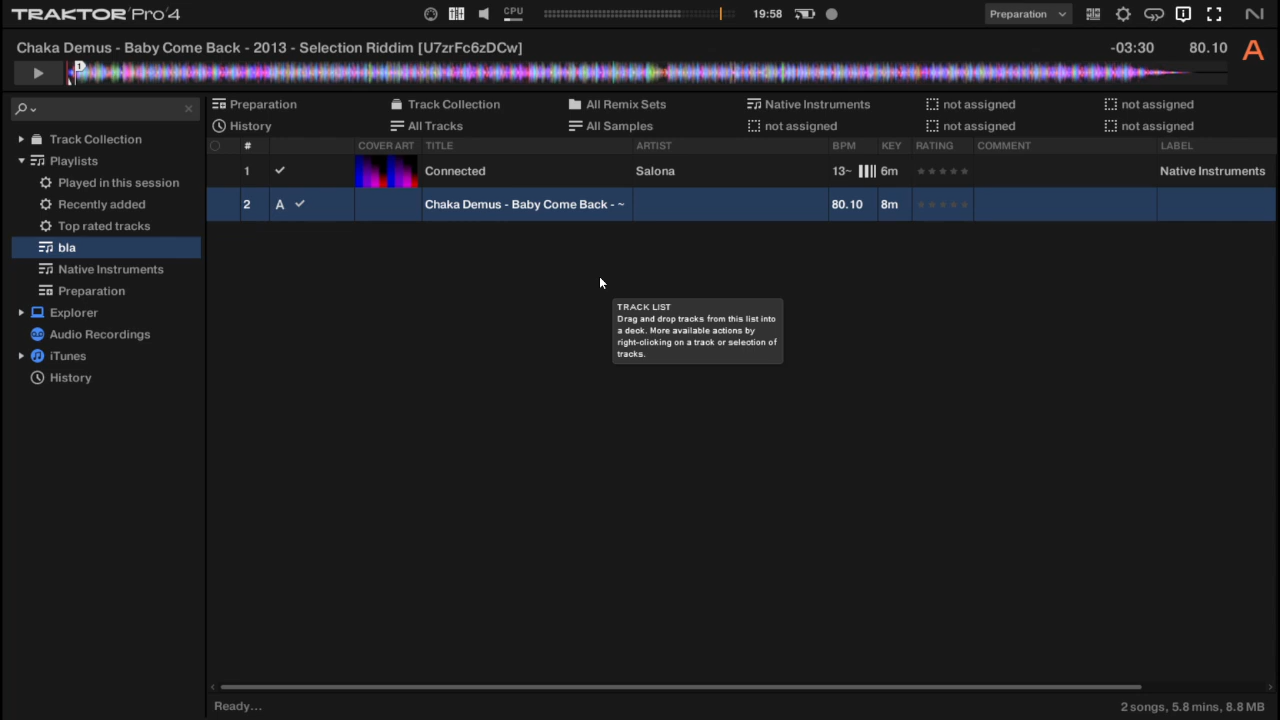 TRAKTOR Pro 4
CPU
19:58
Preparation
Chaka Demus - Baby Come Back - 2013 - Selection Riddim [U7zrFc6zDCw]
-03:30
80.10
A
1
Preparation
Track Collection
All Remix Sets
Native Instruments
not assigned
not assigned
History
All Tracks
All Samples
not assigned
not assigned
not assigned
Track Collection
Playlists
Played in this session
Recently added
Top rated tracks
bla
Native Instruments
Preparation
Explorer
Audio Recordings
iTunes
History
# COVER ART TITLE ARTIST BPM KEY RATING COMMENT LABEL
1 Connected Salona 13~ 6m Native Instruments
2 A Chaka Demus - Baby Come Back - ~ 80.10 8m
TRACK LIST
Drag and drop tracks from this list into
a deck. More available actions by
right-clicking on a track or selection of
tracks.
Ready...
2 songs, 5.8 mins, 8.8 MB